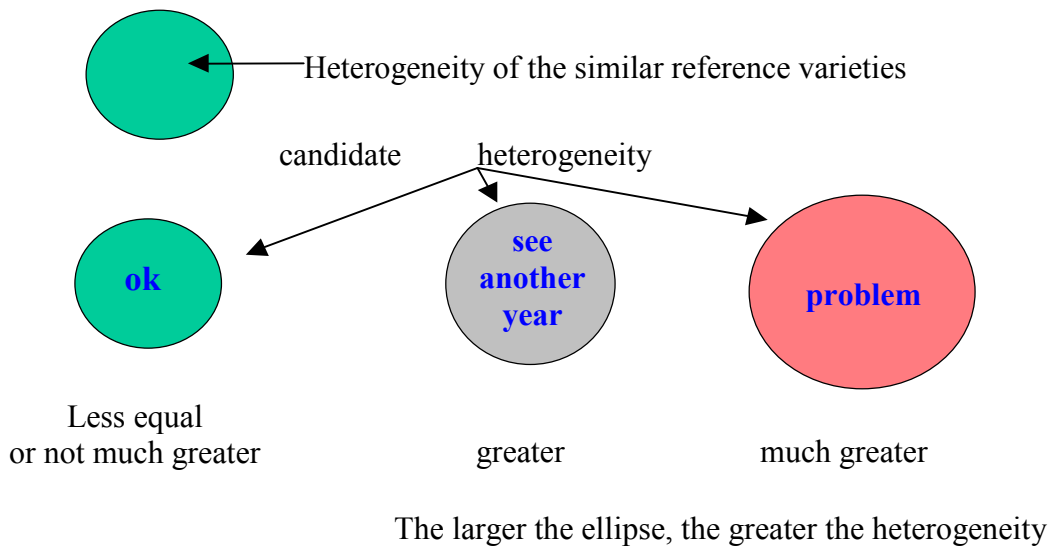 Heterogeneity of the similar reference varieties
candidate heterogeneity
ok
see
another
year
problem
Less equal
or not much greater
greater
much greater
The larger the ellipse, the greater the heterogeneity